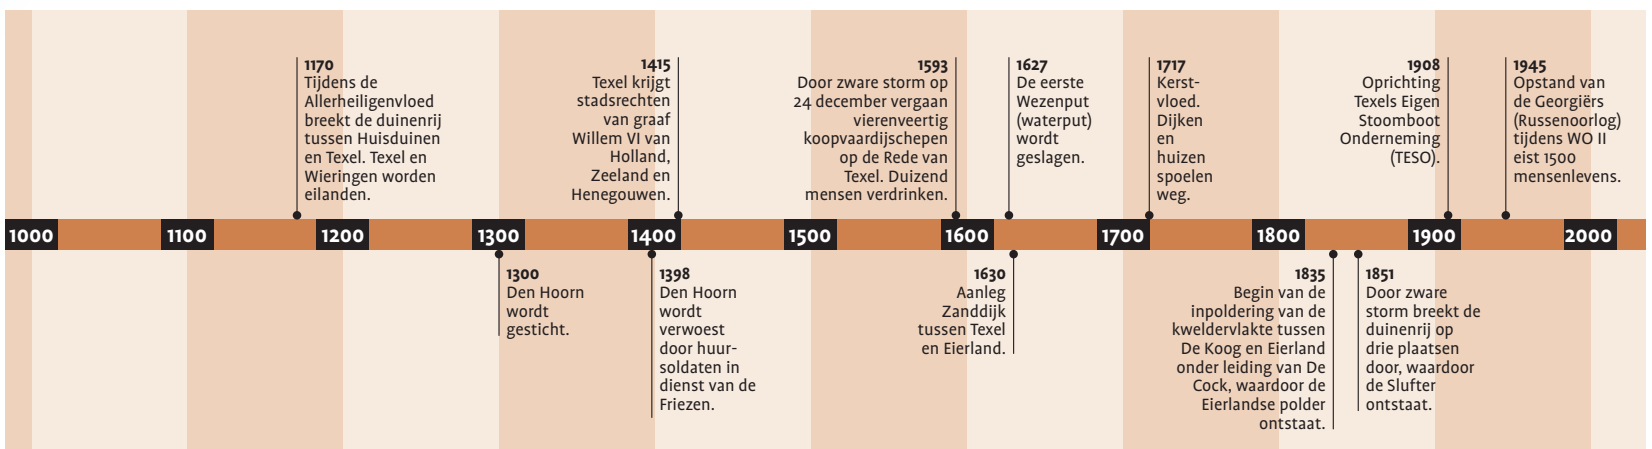 1170
Tijdens de
Allerheiligenvloed
breekt de duinenrij
tussen Huisduinen
en Texel. Texel en
Wieringen worden
eilanden.
1415
Texel krijgt
stadsrechten
van graaf
Willem VI van
Holland,
Zeeland en
Henegouwen.
1593
Door zware storm op
24 december vergaan
vierenveertig
koopvaardijschepen
op de Rede van
Texel. Duizend
mensen verdrinken.
1627
De eerste
Wezenput
(waterput)
wordt
geslagen.
1717
Kerst-
vloed.
Dijken
en
huizen
spoelen
weg.
1908
Oprichting
Texels Eigen
Stoomboot
Onderneming
(TESO).
1945
Opstand van
de Georgiërs
(Russenoorlog)
tijdens WO II
eist 1500
mensenlevens.
1000 1100 1200 1300 1400 1500 1600 1700 1800 1900 2000
1300
Den Hoorn
wordt
gesticht.
1398
Den Hoorn
wordt
verwoest
door huur-
soldaten in
dienst van de
Friezen.
1630
Aanleg
Zanddijk
tussen Texel
en Eierland.
1835
Begin van de
inpoldering van de
kweldervlakte tussen
De Koog en Eierland
onder leiding van De
Cock, waardoor de
Eierlandse polder
ontstaat.
1851
Door zware
storm breekt de
duinenrij op
drie plaatsen
door, waardoor
de Slufter
ontstaat.